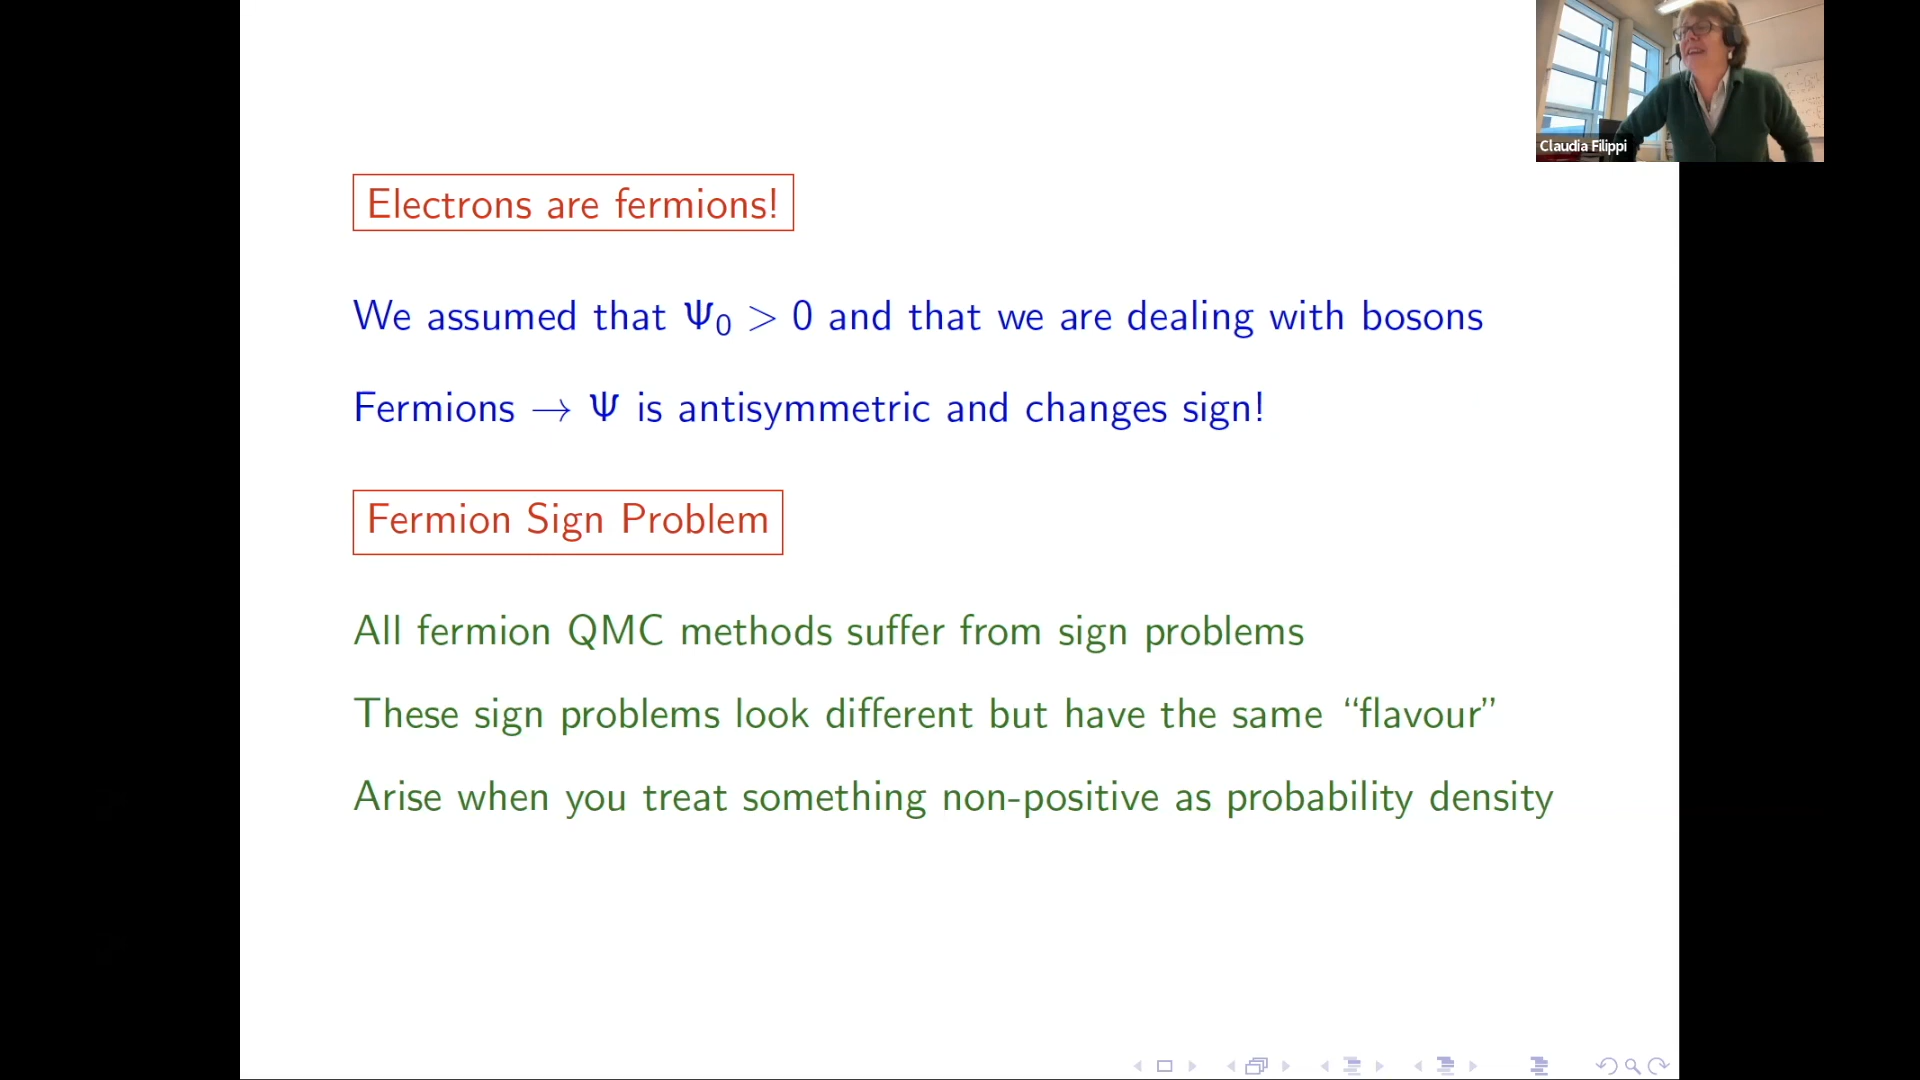 Claudia Filippi
Electrons are fermions!
We assumed that Ψ₀ > 0 and that we are dealing with bosons
Fermions → Ψ is antisymmetric and changes sign!
Fermion Sign Problem
All fermion QMC methods suffer from sign problems
These sign problems look different but have the same “flavour”
Arise when you treat something non-positive as probability density